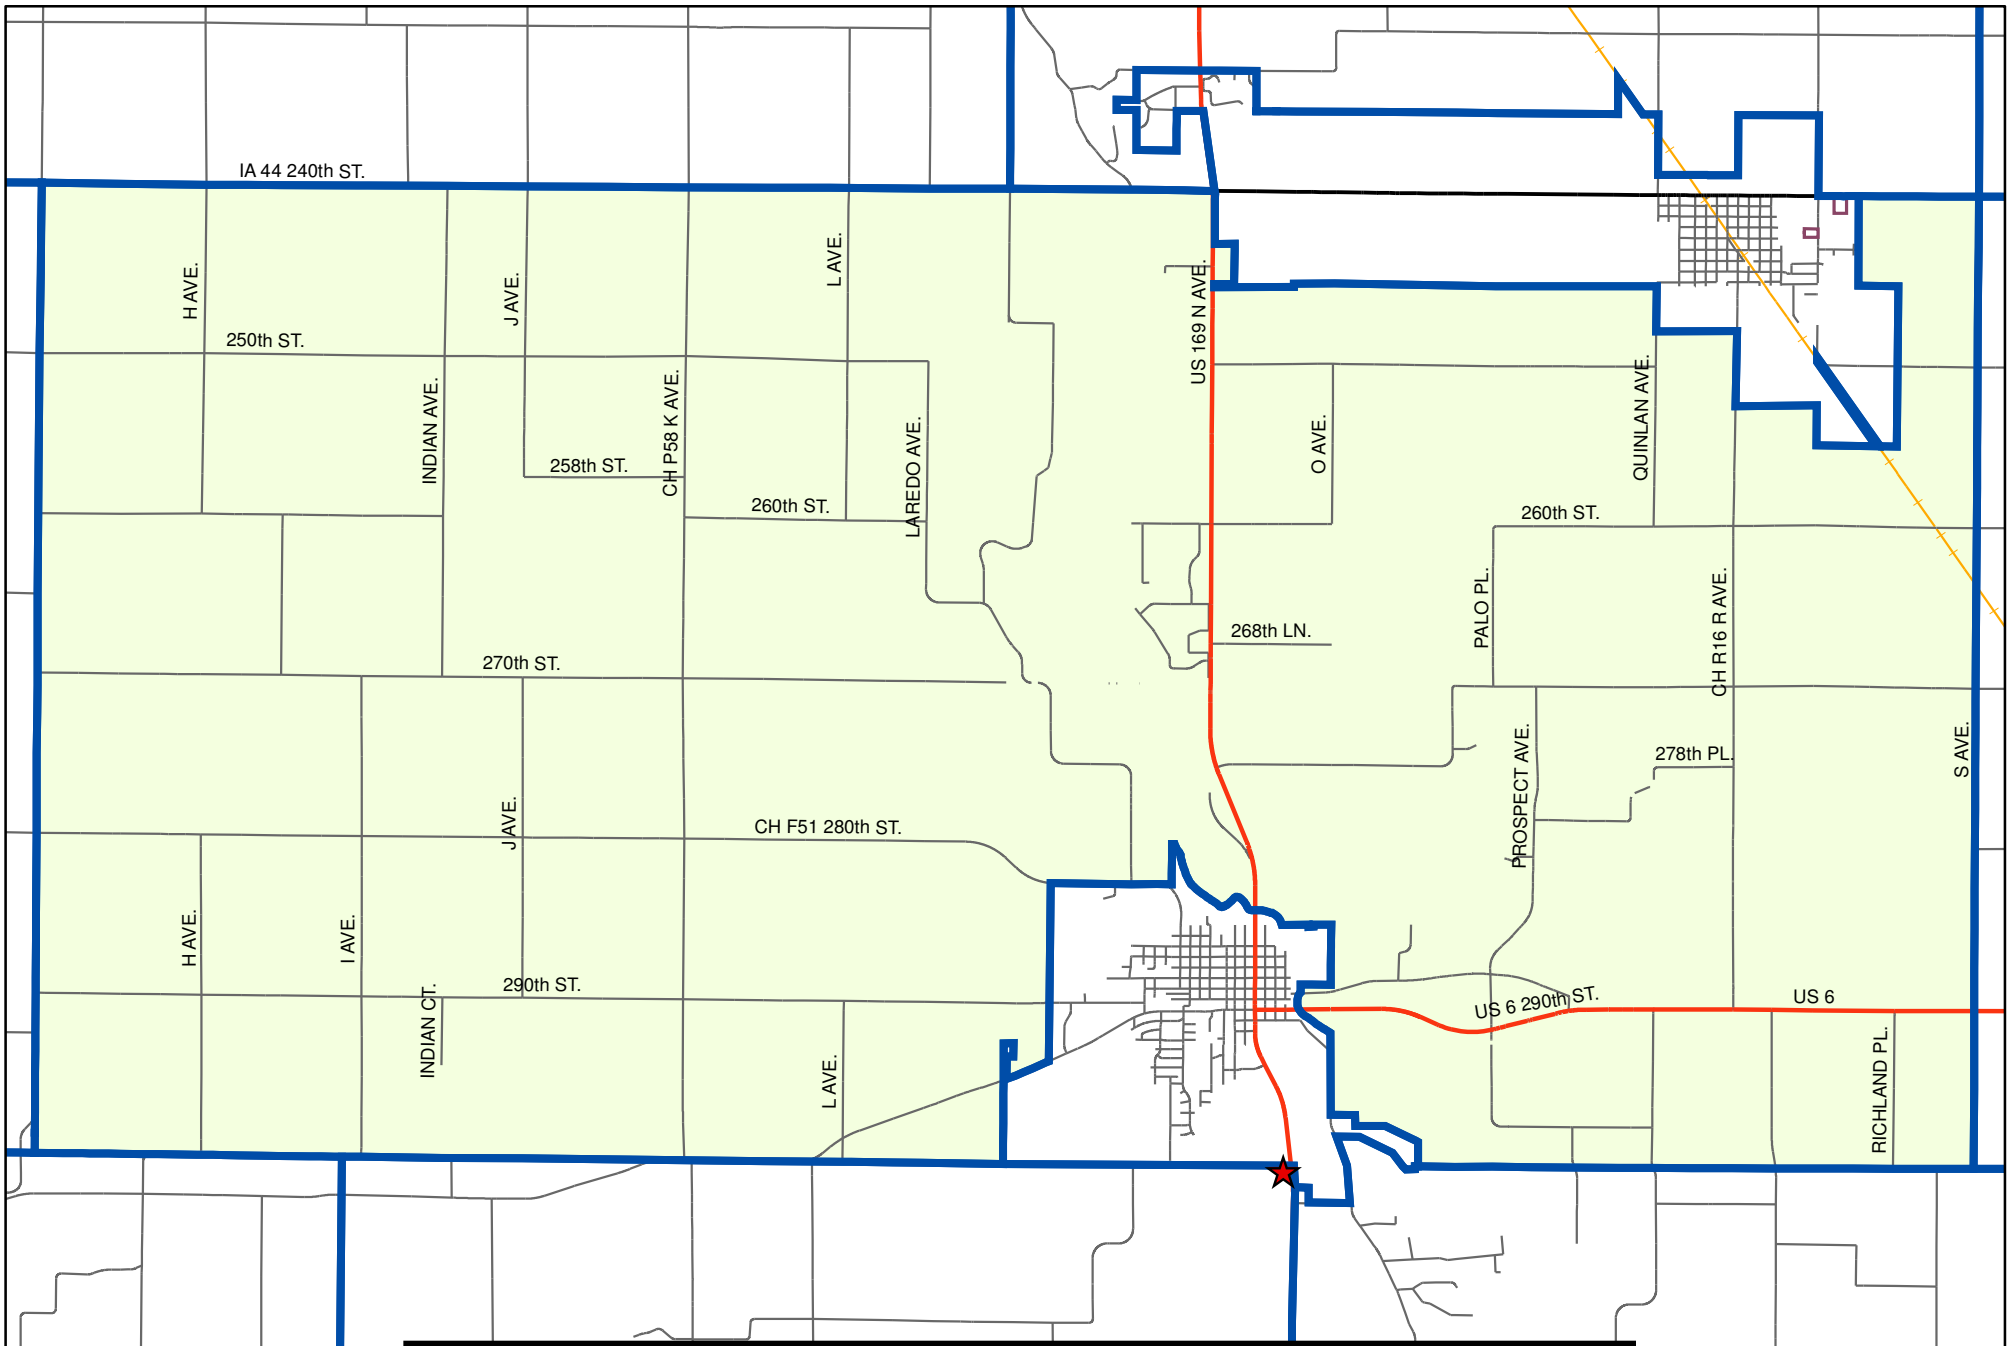 IA 44 240th ST.
H AVE.
J AVE.
L AVE.
US 169 N AVE.
250th ST.
INDIAN AVE.
CH P58 K AVE.
LAREDO AVE.
O AVE.
QUINLAN AVE.
258th ST.
260th ST.
260th ST.
PALO PL.
CH R16 R AVE.
268th LN.
270th ST.
S AVE.
PROSPECT AVE.
278th PL.
J AVE.
CH F51 280th ST.
H AVE.
I AVE.
INDIAN CT.
290th ST.
US 6 290th ST.
US 6
L AVE.
RICHLAND PL.